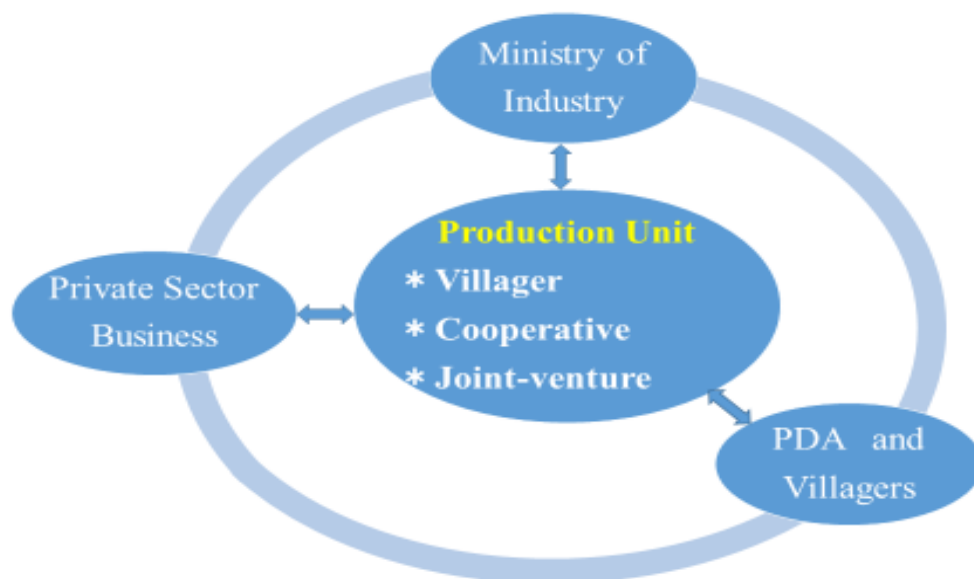 Ministry of
Industry
Production Unit
* Villager
* Cooperative
* Joint-venture
Private Sector
Business
PDA and
Villagers